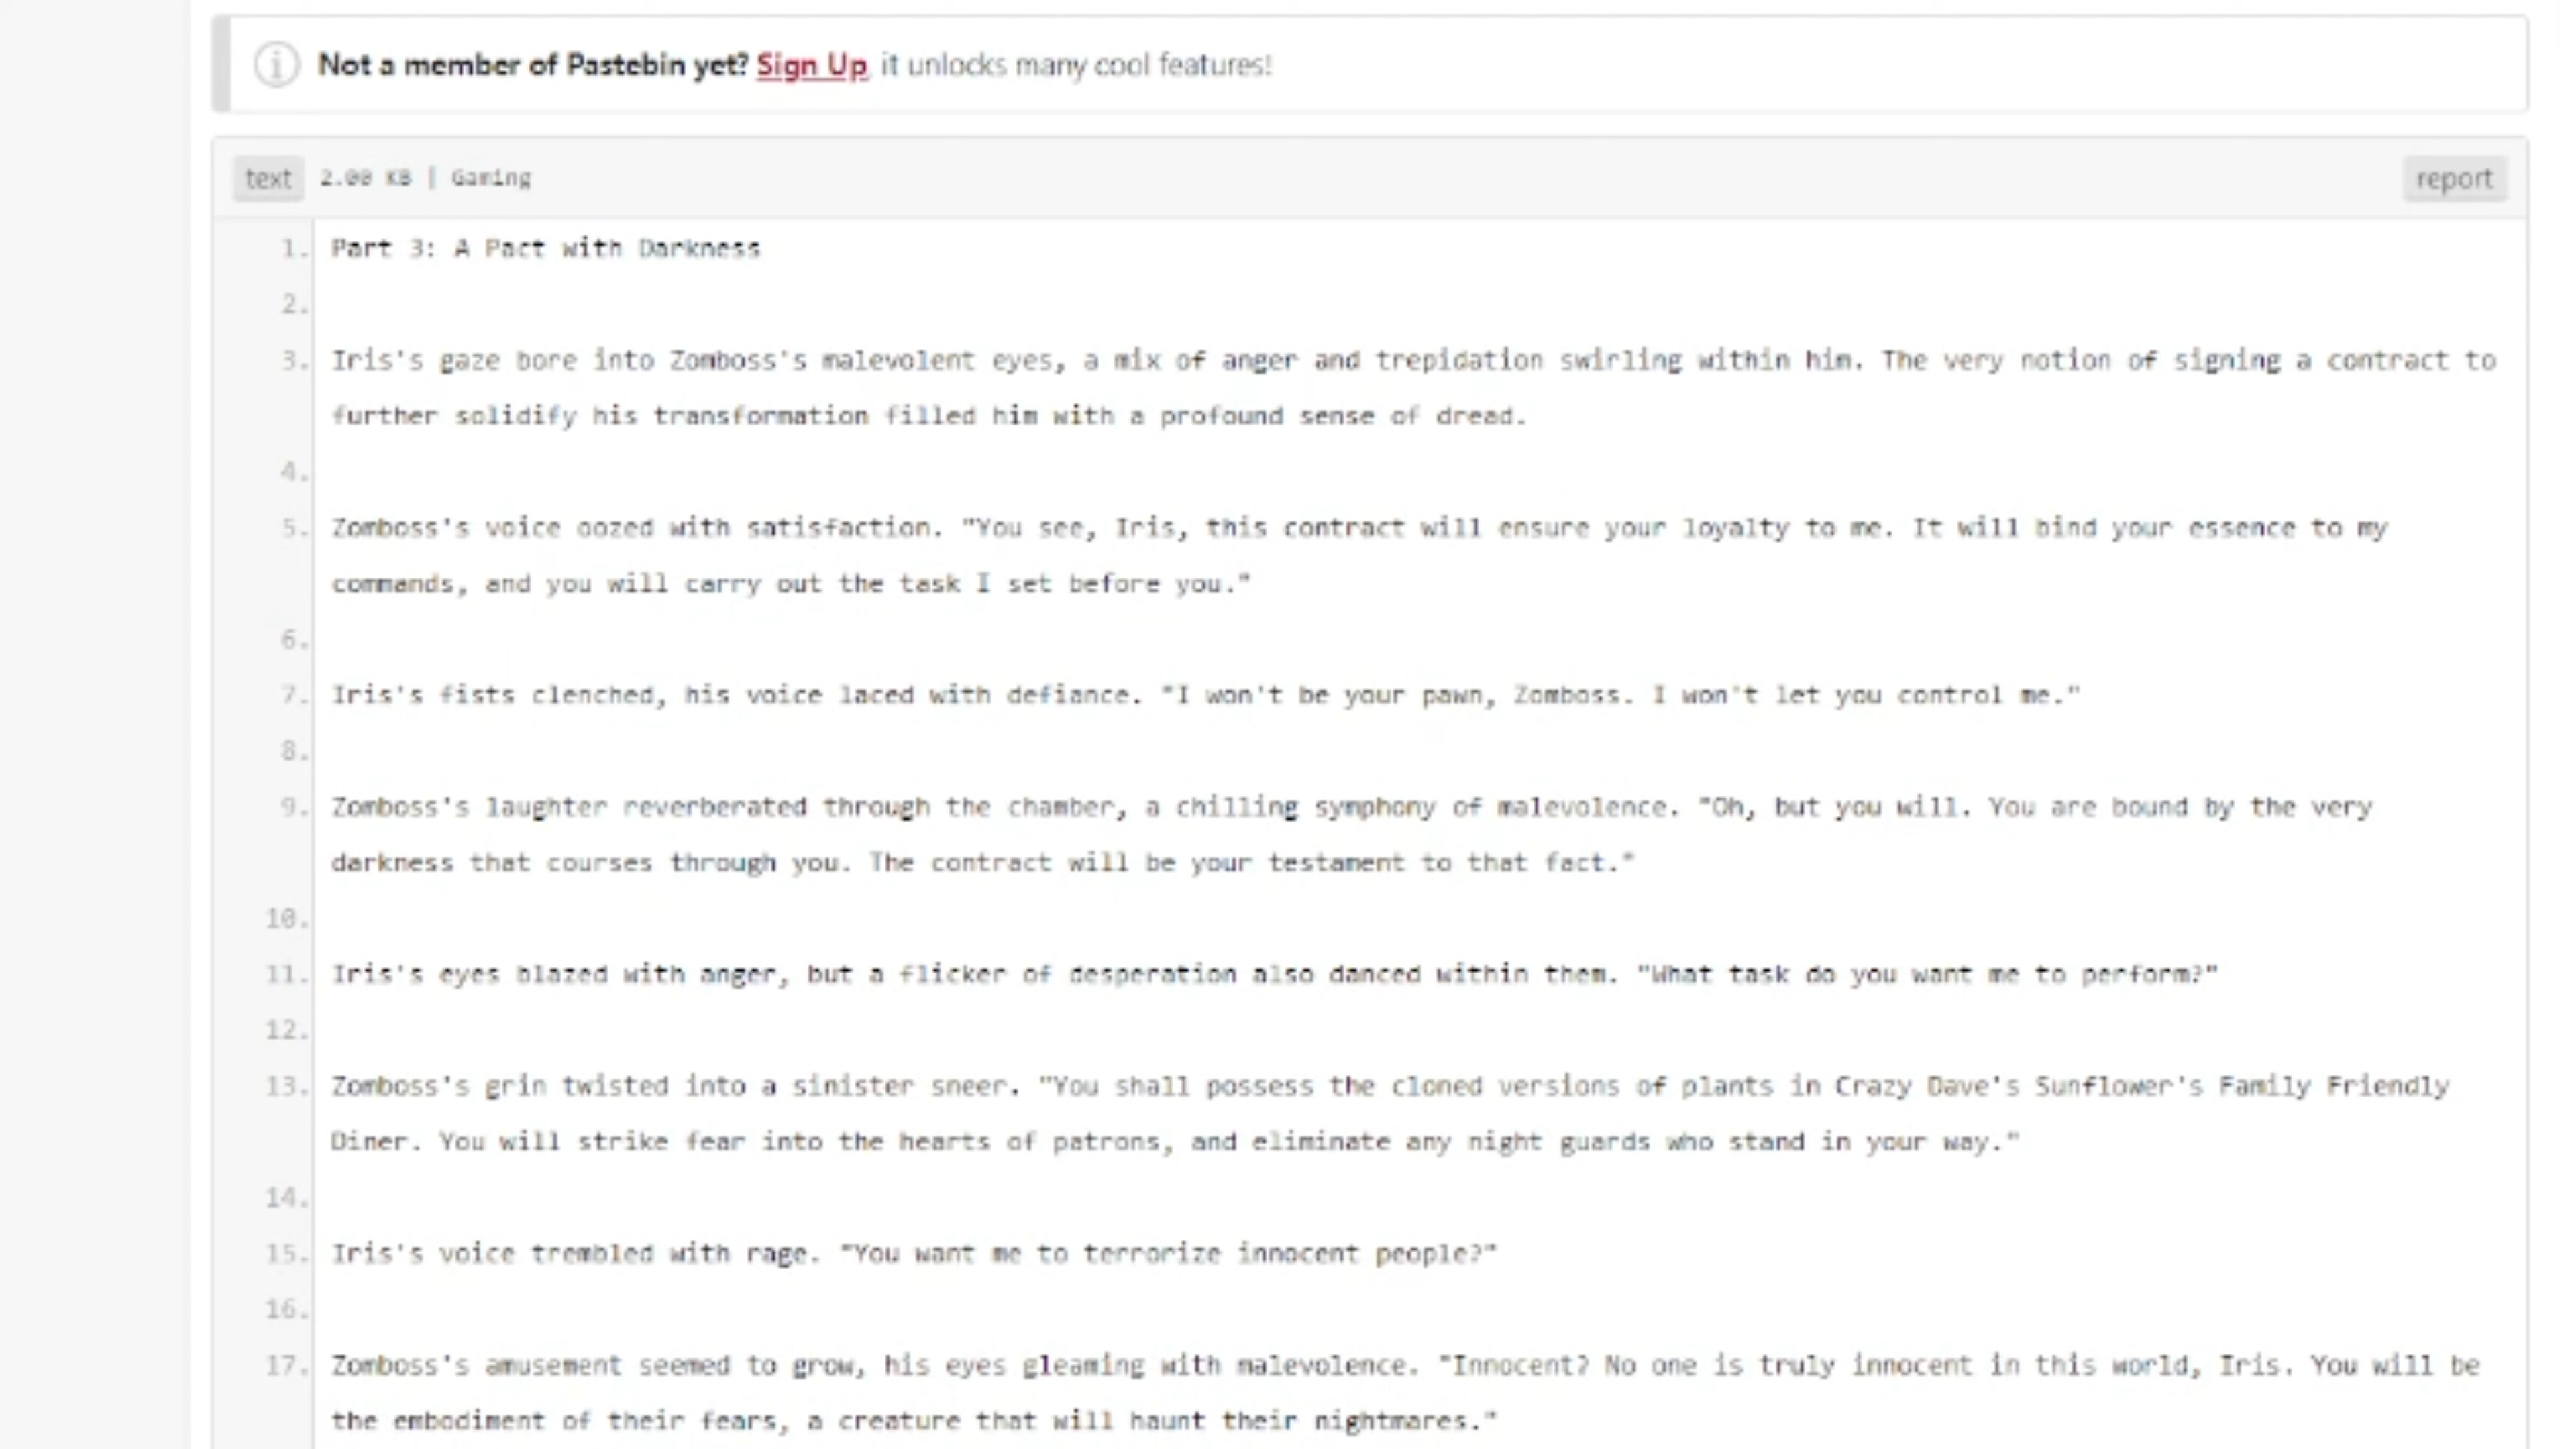 Not a member of Pastebin yet? Sign Up, it unlocks many cool features!
text 2.00 KB | Gaming report
1. Part 3: A Pact with Darkness
2.
3. Iris's gaze bore into Zomboss's malevolent eyes, a mix of anger and trepidation swirling within him. The very notion of signing a contract to
further solidify his transformation filled him with a profound sense of dread.
4.
5. Zomboss's voice oozed with satisfaction. "You see, Iris, this contract will ensure your loyalty to me. It will bind your essence to my
commands, and you will carry out the task I set before you."
6.
7. Iris's fists clenched, his voice laced with defiance. "I won't be your pawn, Zomboss. I won't let you control me."
8.
9. Zomboss's laughter reverberated through the chamber, a chilling symphony of malevolence. "Oh, but you will. You are bound by the very
darkness that courses through you. The contract will be your testament to that fact."
10.
11. Iris's eyes blazed with anger, but a flicker of desperation also danced within them. "What task do you want me to perform?"
12.
13. Zomboss's grin twisted into a sinister sneer. "You shall possess the cloned versions of plants in Crazy Dave's Sunflower's Family Friendly
Diner. You will strike fear into the hearts of patrons, and eliminate any night guards who stand in your way."
14.
15. Iris's voice trembled with rage. "You want me to terrorize innocent people?"
16.
17. Zomboss's amusement seemed to grow, his eyes gleaming with malevolence. "Innocent? No one is truly innocent in this world, Iris. You will be
the embodiment of their fears, a creature that will haunt their nightmares."